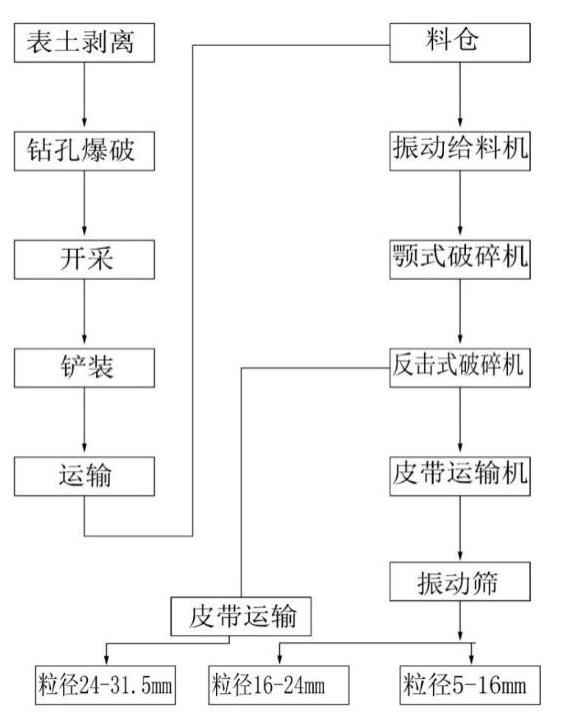 表土剥离
钻孔爆破
开采
铲装
运输
料仓
振动给料机
颚式破碎机
反击式破碎机
皮带运输机
振动筛
皮带运输
粒径24-31.5mm
粒径16-24mm
粒径5-16mm